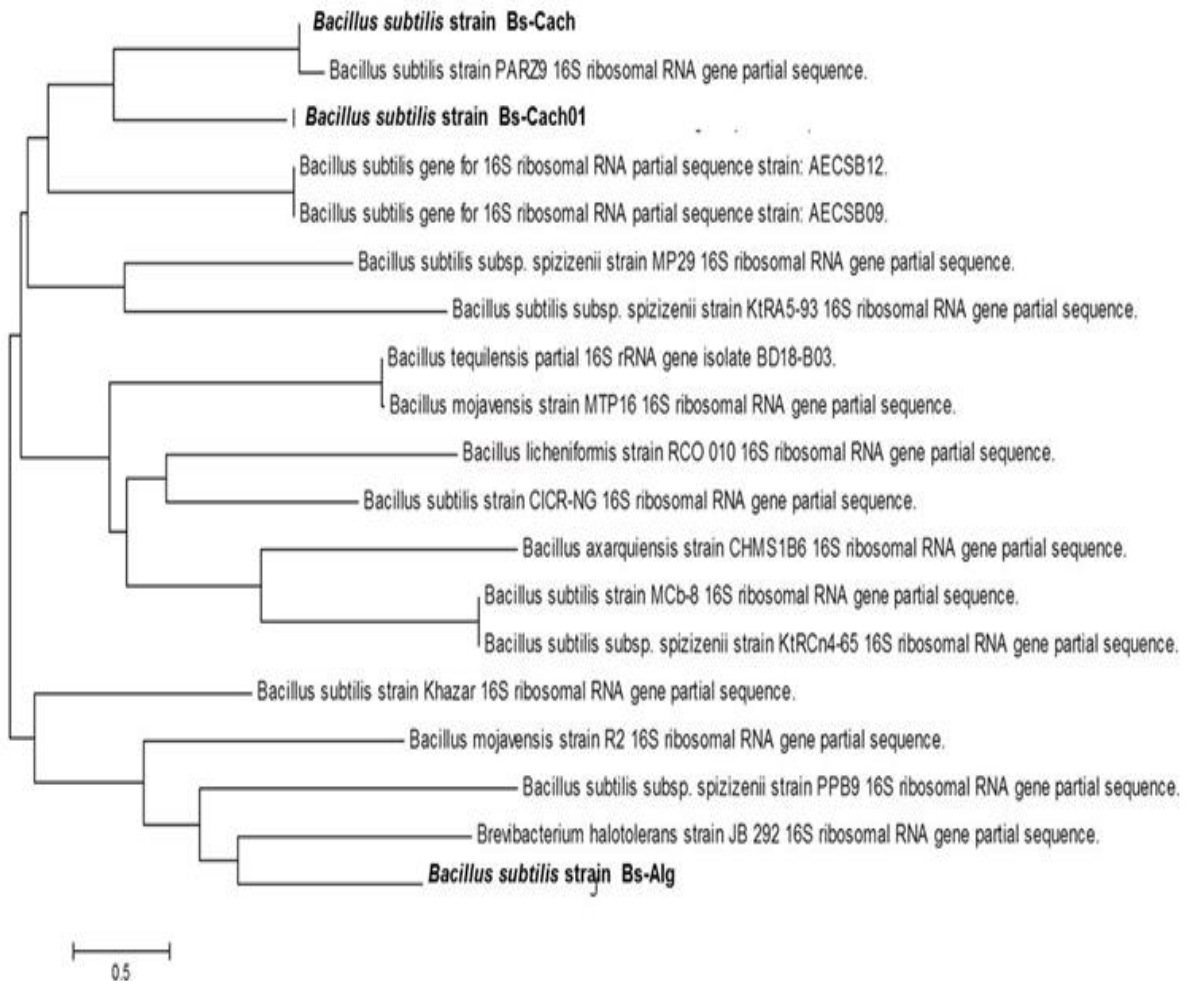 Bacillus subtilis strain Bs-Cach
Bacillus subtilis strain PARZ9 16S ribosomal RNA gene partial sequence.
Bacillus subtilis strain Bs-Cach01
Bacillus subtilis gene for 16S ribosomal RNA partial sequence strain: AECSB12.
Bacillus subtilis gene for 16S ribosomal RNA partial sequence strain: AECSB09.
Bacillus subtilis subsp. spizizenii strain MP29 16S ribosomal RNA gene partial sequence.
Bacillus subtilis subsp. spizizenii strain KtRA5-93 16S ribosomal RNA gene partial sequence.
Bacillus tequilensis partial 16S rRNA gene isolate BD18-B03.
Bacillus mojavensis strain MTP16 16S ribosomal RNA gene partial sequence.
Bacillus licheniformis strain RCO 010 16S ribosomal RNA gene partial sequence.
Bacillus subtilis strain CICR-NG 16S ribosomal RNA gene partial sequence.
Bacillus axarquiensis strain CHMS1B6 16S ribosomal RNA gene partial sequence.
Bacillus subtilis strain MCb-8 16S ribosomal RNA gene partial sequence.
Bacillus subtilis subsp. spizizenii strain KtRCn4-65 16S ribosomal RNA gene partial sequence.
Bacillus subtilis strain Khazar 16S ribosomal RNA gene partial sequence.
Bacillus mojavensis strain R2 16S ribosomal RNA gene partial sequence.
Bacillus subtilis subsp. spizizenii strain PPB9 16S ribosomal RNA gene partial sequence.
Brevibacterium halotolerans strain JB 292 16S ribosomal RNA gene partial sequence.
Bacillus subtilis strain Bs-Alg
0.5